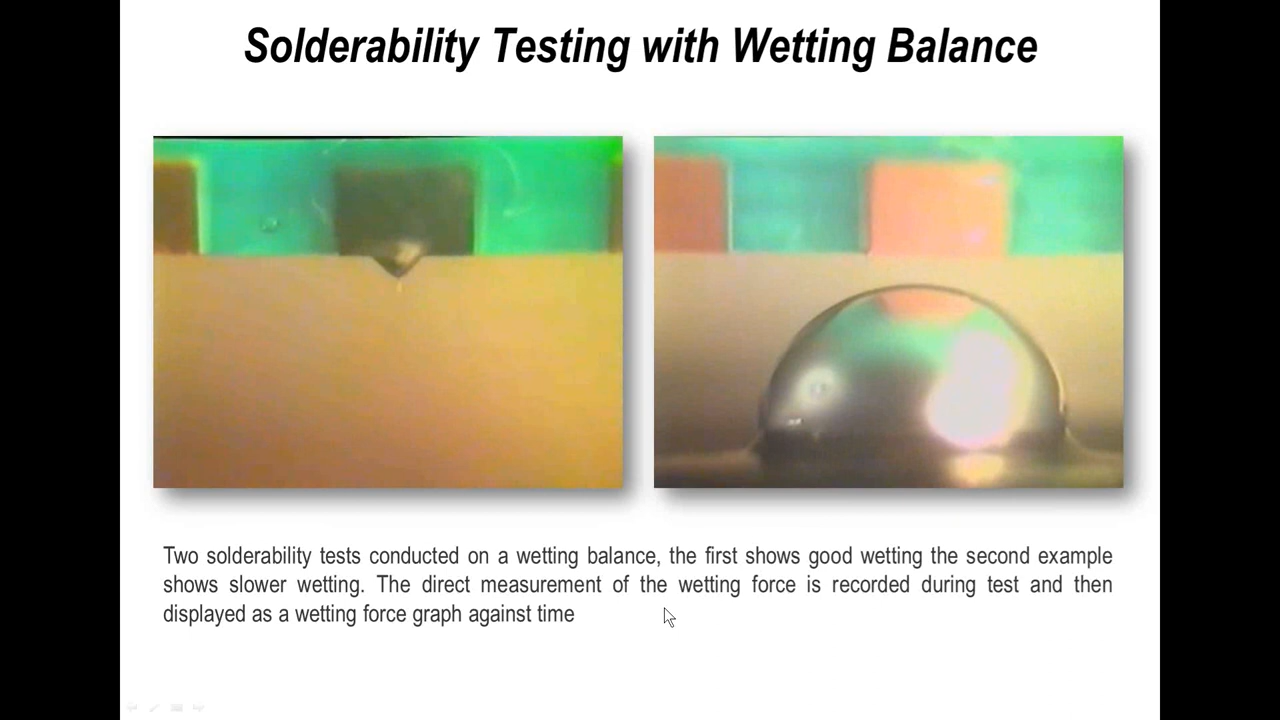 Solderability Testing with Wetting Balance
Two solderability tests conducted on a wetting balance, the first shows good wetting the second example
shows slower wetting. The direct measurement of the wetting force is recorded during test and then
displayed as a wetting force graph against time